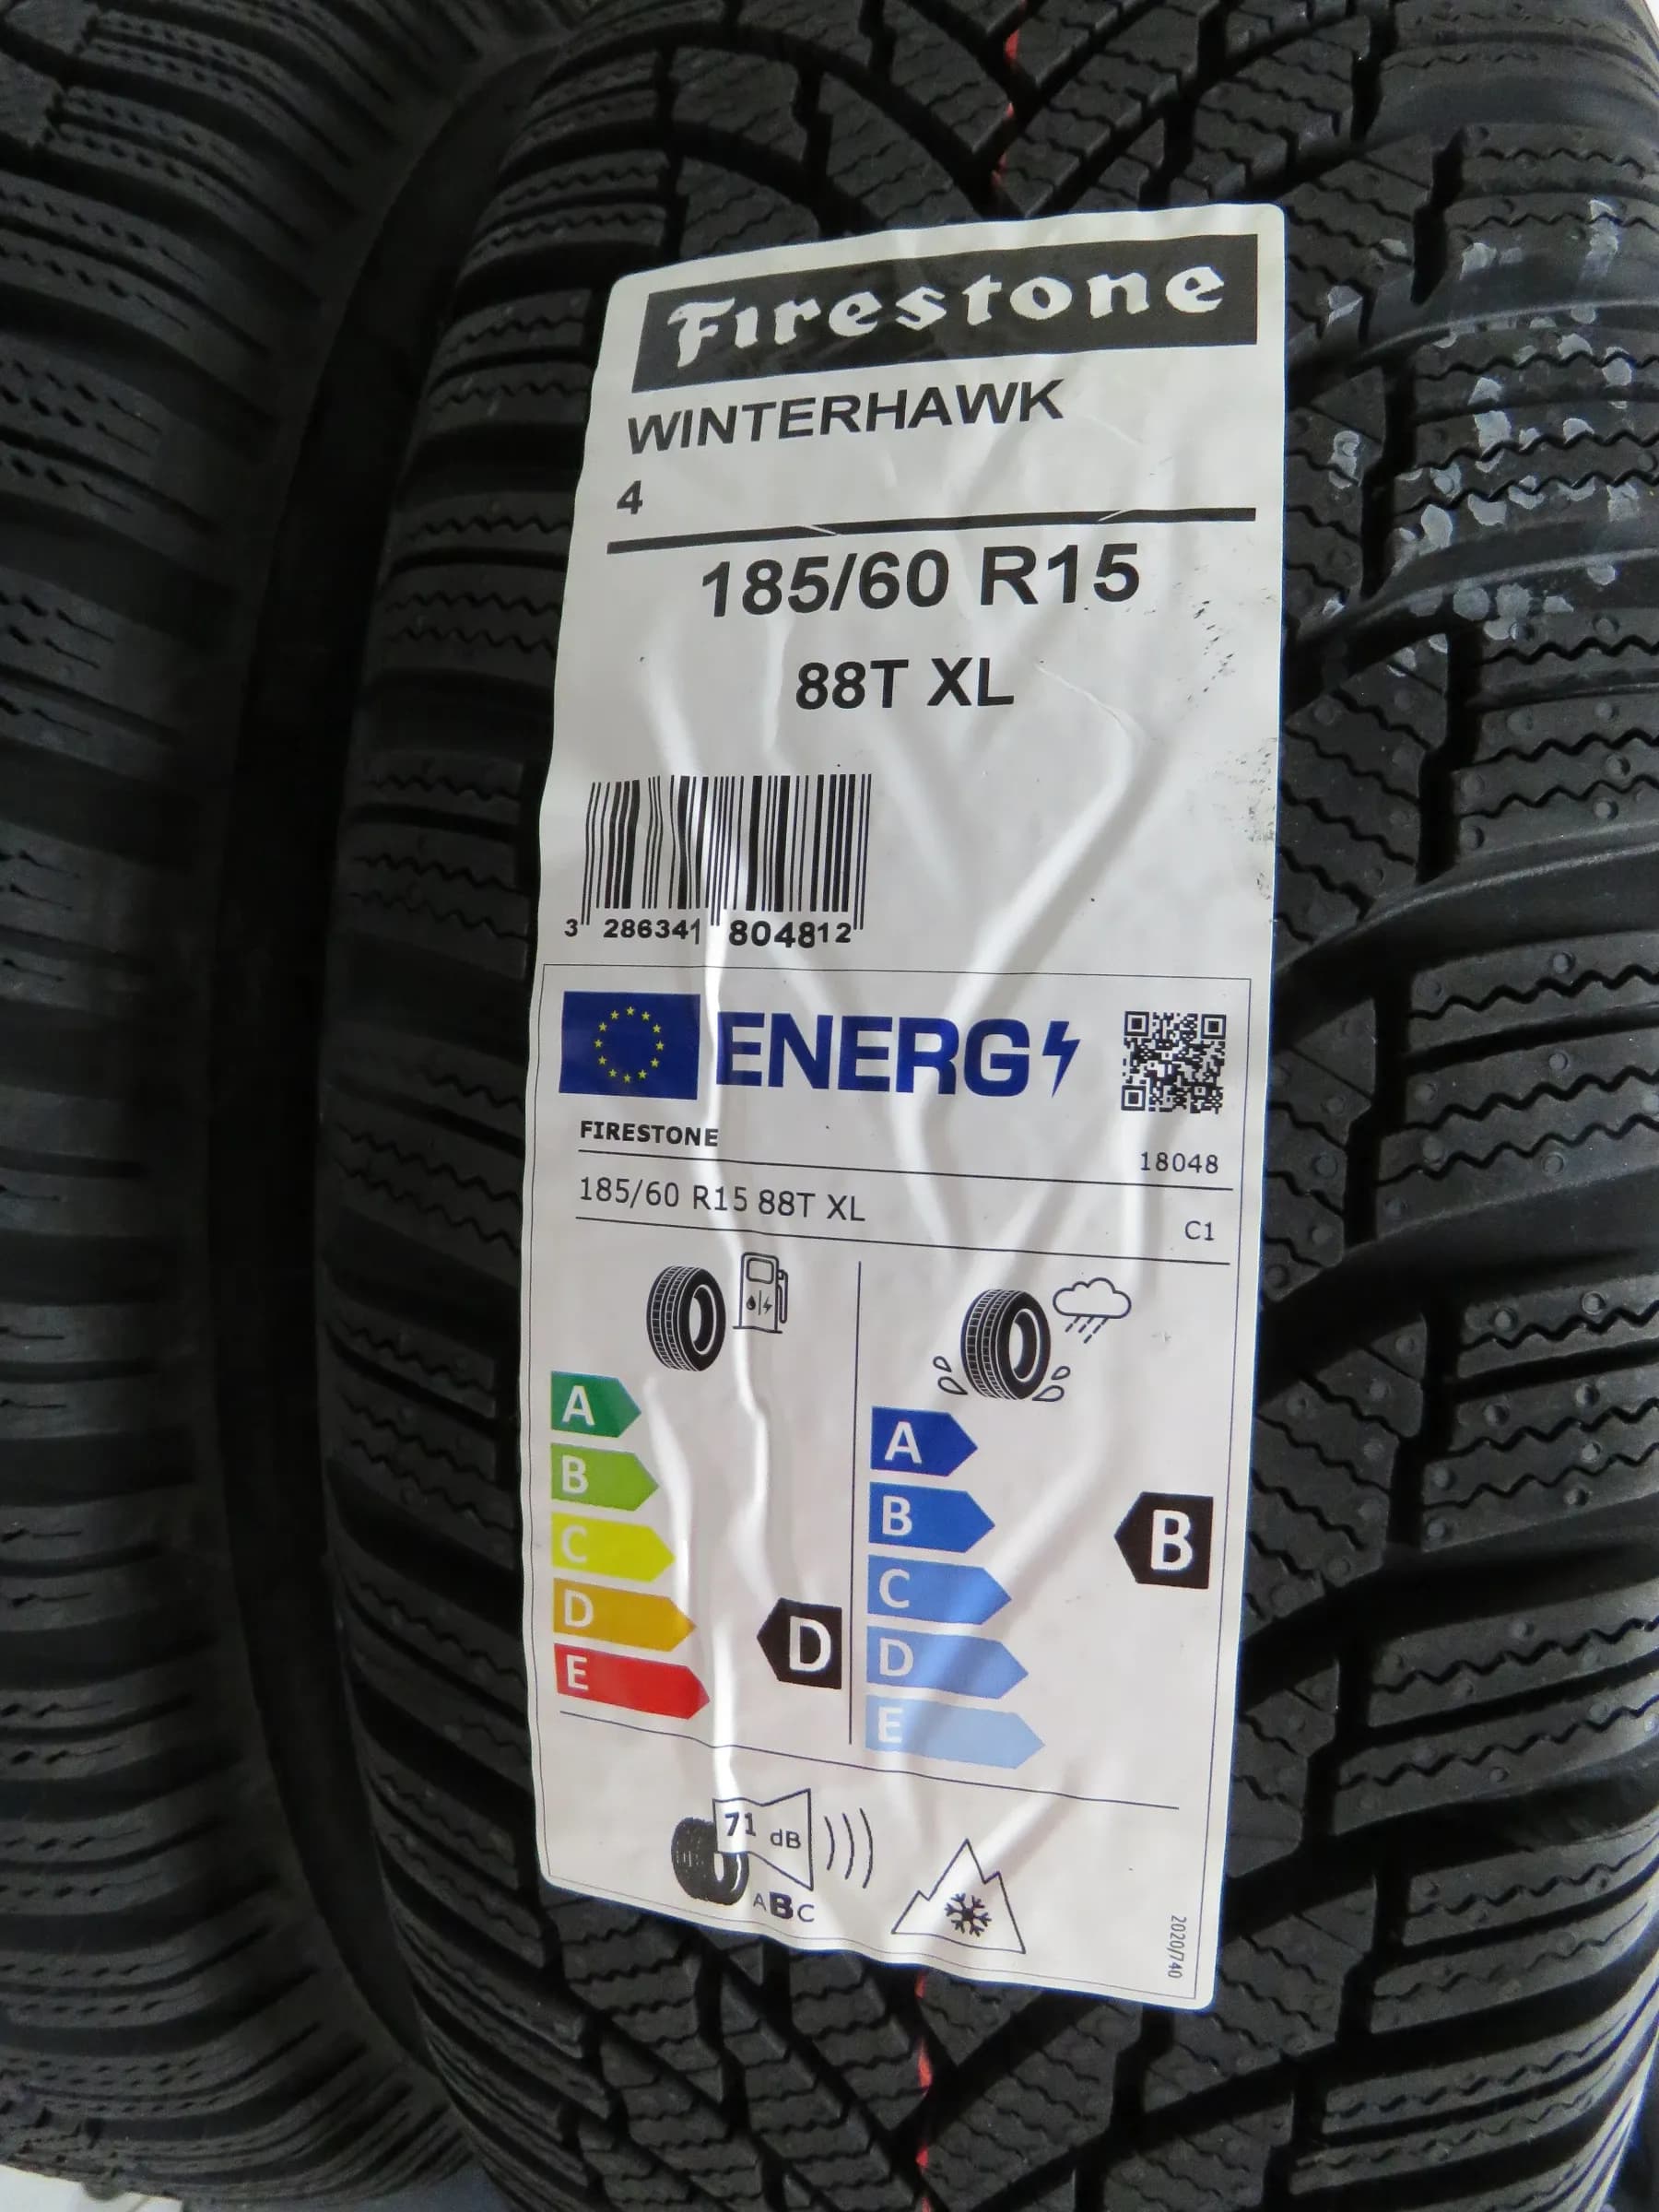 Firestone
WINTERHAWK
4
185/60 R15
88T XL
3 286341 804812
ENERG
FIRESTONE
18048
185/60 R15 88T XL
C1
A
B
C
D
E
D
A
B
C
D
E
B
71 dB
ABC
2020/740